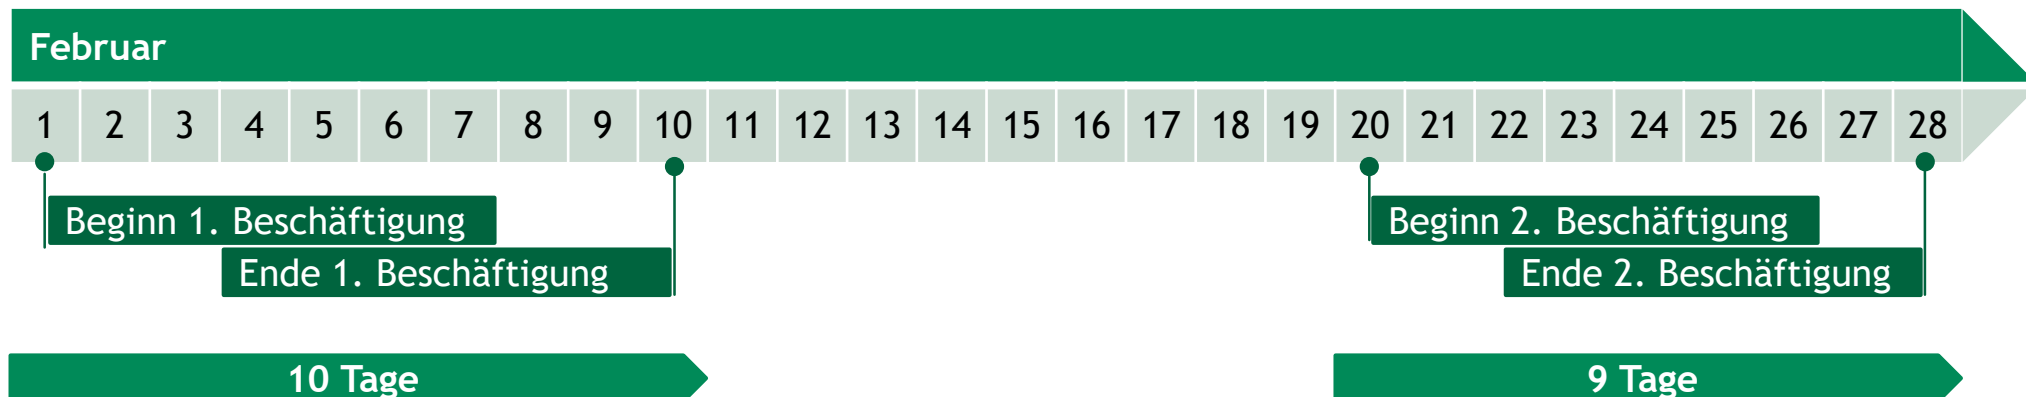 Februar
1 2 3 4 5 6 7 8 9 10 11 12 13 14 15 16 17 18 19 20 21 22 23 24 25 26 27 28
Beginn 1. Beschäftigung Beginn 2. Beschäftigung
Ende 1. Beschäftigung Ende 2. Beschäftigung
10 Tage 9 Tage